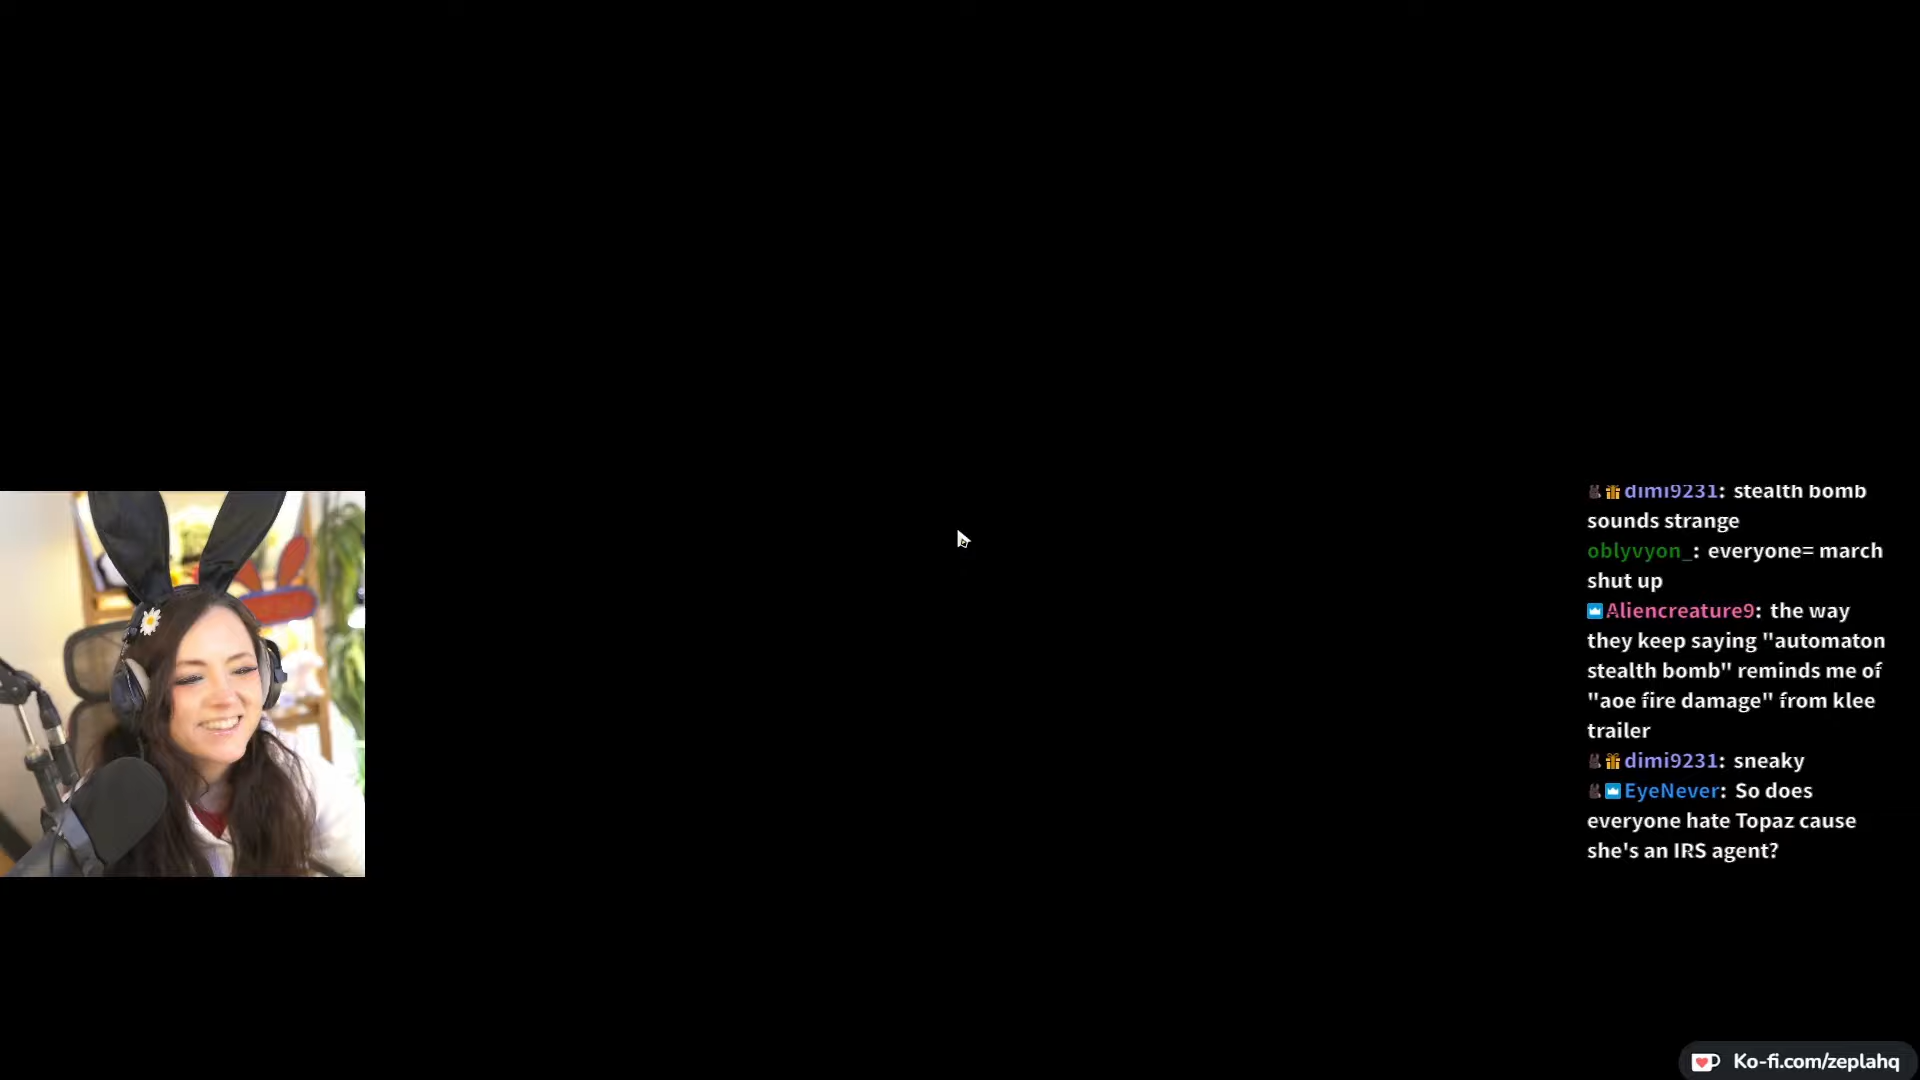 dimi9231: stealth bomb
sounds strange
oblyvyon_: everyone= march
shut up
Aliencreature9: the way
they keep saying "automaton
stealth bomb" reminds me of
"aoe fire damage" from klee
trailer
dimi9231: sneaky
EyeNever: So does
everyone hate Topaz cause
she's an IRS agent?
Ko-fi.com/zeplahq